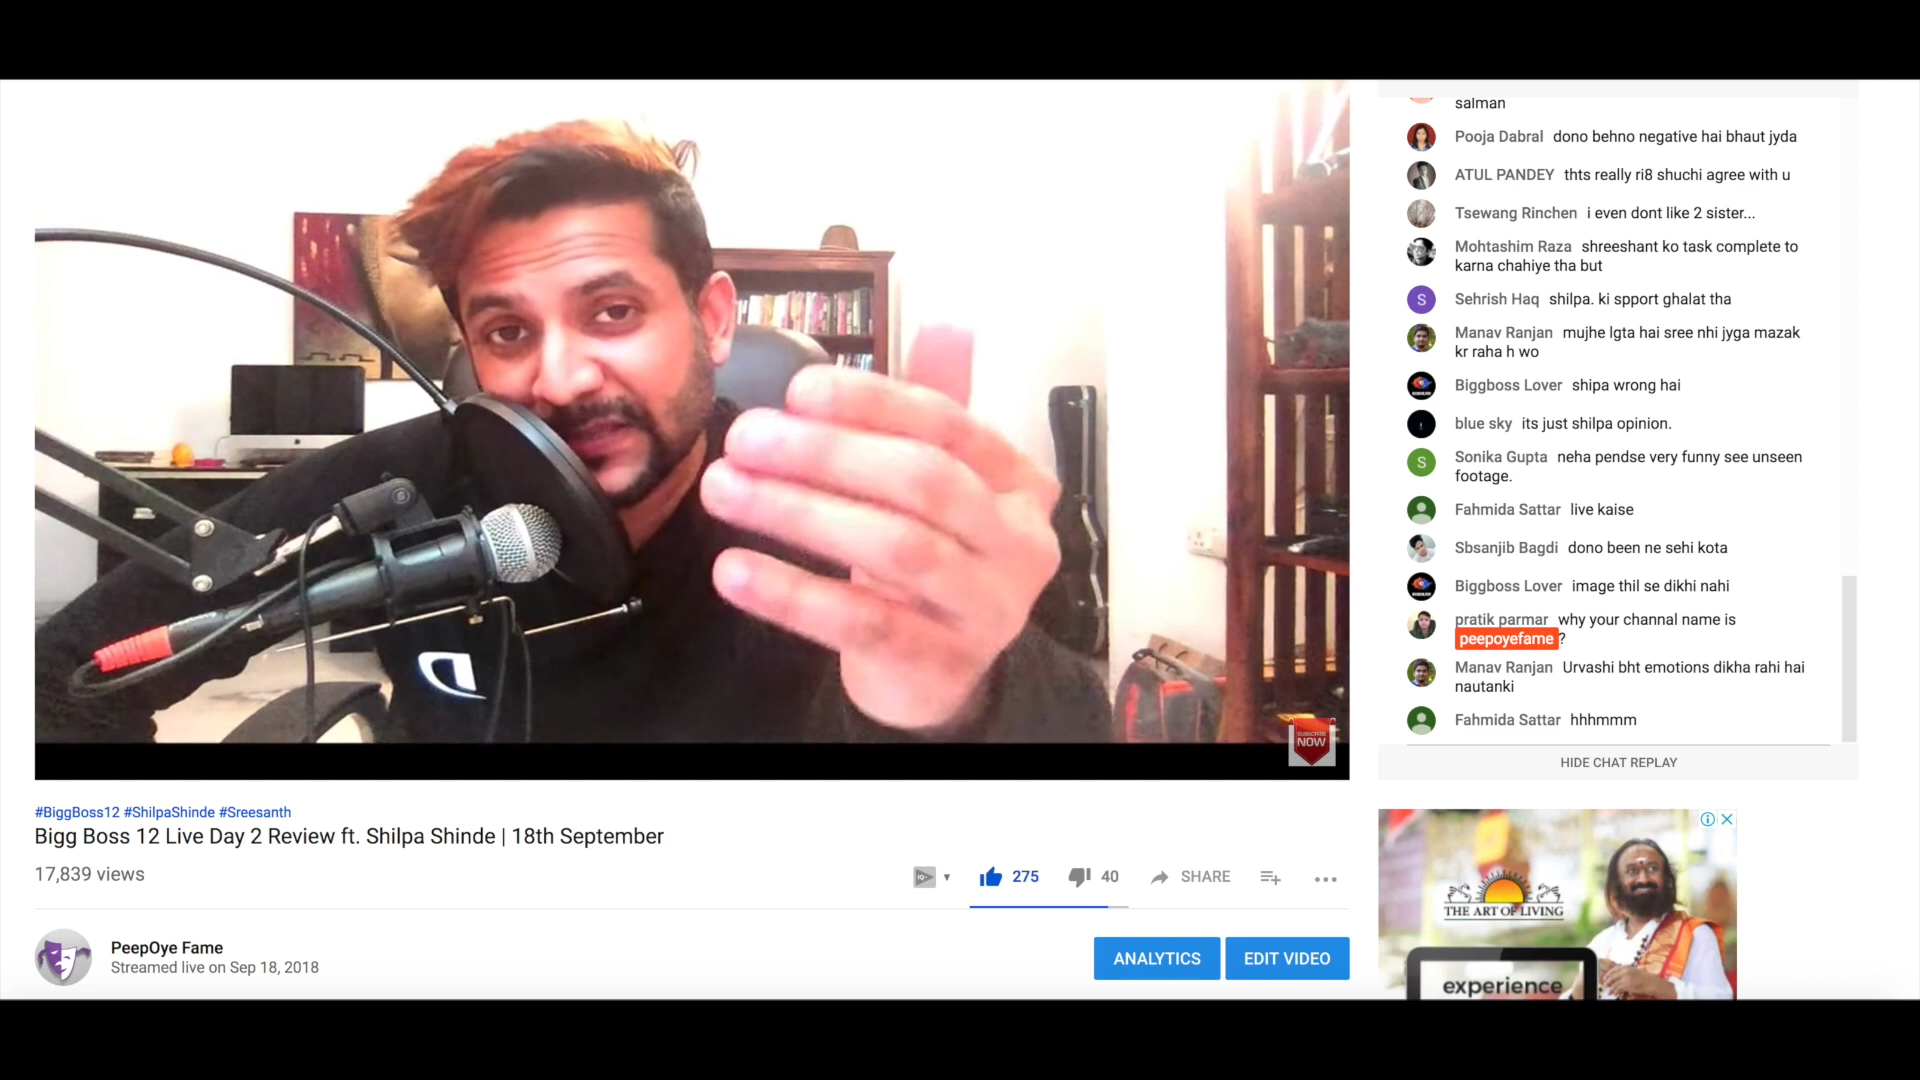 salman
Pooja Dabral dono behno negative hai bhaut jyda
ATUL PANDEY thts really ri8 shuchi agree with u
Tsewang Rinchen i even dont like 2 sister...
Mohtashim Raza shreeshant ko task complete to
karna chahiye tha but
S Sehrish Haq shilpa. ki spport ghalat tha
Manav Ranjan mujhe lgta hai sree nhi jyga mazak
kr raha h wo
Biggboss Lover shipa wrong hai
blue sky its just shilpa opinion.
S Sonika Gupta neha pendse very funny see unseen
footage.
Fahmida Sattar live kaise
Sbsanjib Bagdi dono been ne sehi kota
Biggboss Lover image thil se dikhi nahi
pratik parmar why your channal name is
peepoyefame ?
Manav Ranjan Urvashi bht emotions dikha rahi hai
nautanki
Fahmida Sattar hhhmmm
HIDE CHAT REPLAY
SUBSCRIBE
NOW
#BiggBoss12 #ShilpaShinde #Sreesanth
Bigg Boss 12 Live Day 2 Review ft. Shilpa Shinde | 18th September
17,839 views
275 40 SHARE
PeepOye Fame
Streamed live on Sep 18, 2018
ANALYTICS EDIT VIDEO
THE ART OF LIVING
experience